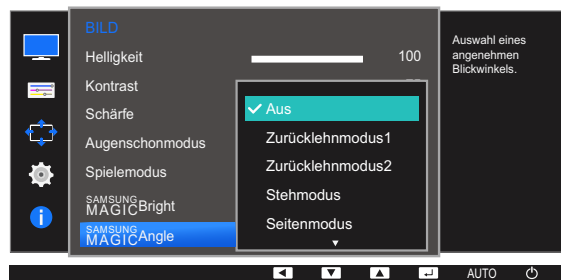 BILD
Helligkeit 100
Kontrast
Schärfe
Augenschonmodus
Spielemodus
SAMSUNG
MAGICBright
SAMSUNG
MAGICAngle
Aus
Zurücklehnmodus1
Zurücklehnmodus2
Stehmodus
Seitenmodus
Auswahl eines
angenehmen
Blickwinkels.
AUTO